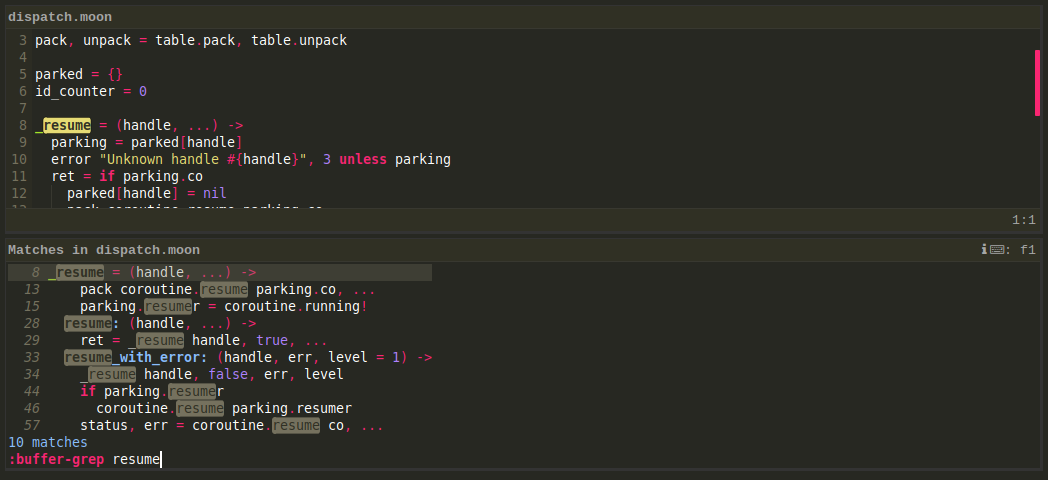 dispatch.moon
3 pack, unpack = table.pack, table.unpack
4
5 parked = {}
6 id_counter = 0
7
8 _resume = (handle, ...) ->
9   parking = parked[handle]
10   error "Unknown handle #{handle}", 3 unless parking
11   ret = if parking.co
12     parked[handle] = nil
1:1
Matches in dispatch.moon ℹ⌨: f1
8 _resume = (handle, ...) ->
13     pack coroutine.resume parking.co, ...
15     parking.resumer = coroutine.running!
28   resume: (handle, ...) ->
29     ret = _resume handle, true, ...
33   resume_with_error: (handle, err, level = 1) ->
34     _resume handle, false, err, level
44     if parking.resumer
46       coroutine.resume parking.resumer
57     status, err = coroutine.resume co, ...
10 matches
:buffer-grep resume